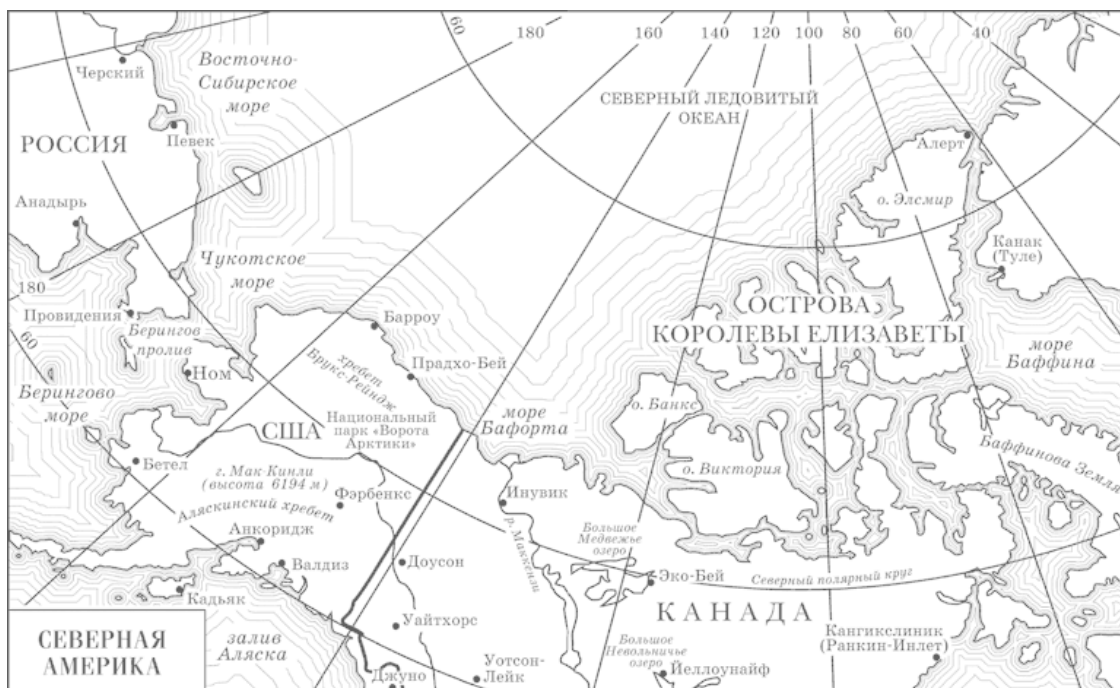 60
180
160
140
120
100
80
60
40
Черский
Восточно-
Сибирское
море
СЕВЕРНЫЙ ЛЕДОВИТЫЙ
ОКЕАН
РОССИЯ
Певек
Алерт
о. Элсмир
Анадырь
Канак
(Туле)
Чукотское
море
180
Провидения
Берингов
пролив
Барроу
ОСТРОВА
КОРОЛЕВЫ ЕЛИЗАВЕТЫ
море
Баффина
60
Ном
хребет
Брукс-Рейндж
Прадхо-Бей
Берингово
море
о. Банкс
море
Бафорта
США
Национальный
парк «Ворота
Арктики»
Баффинова Земля
Бетел
г. Мак-Кинли
(высота 6194 м)
о. Виктория
Фэрбенкс
Инувик
Аляскинский хребет
Анкоридж
р. Маккензи
Большое
Медвежье
озеро
Валдиз
Доусон
Эко-Бей
Северный полярный круг
Кадьяк
КАНАДА
СЕВЕРНАЯ
АМЕРИКА
залив
Аляска
Уайтхорс
Кангикслиник
(Ранкин-Инлет)
Большое
Невольничье
озеро
Джуно
Уотсон-
Лейк
Йеллоунайф